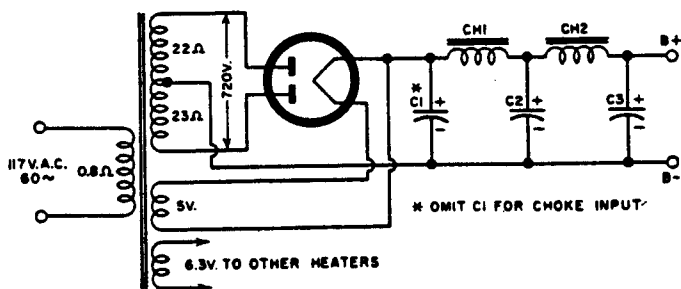 CH1 CH2 B+
22Ω
720V.
23Ω
* C1 + - C2 + - C3 + -
117V.A.C.
60~
0.8Ω
B-
5V.
* OMIT C1 FOR CHOKE INPUT
6.3V. TO OTHER HEATERS